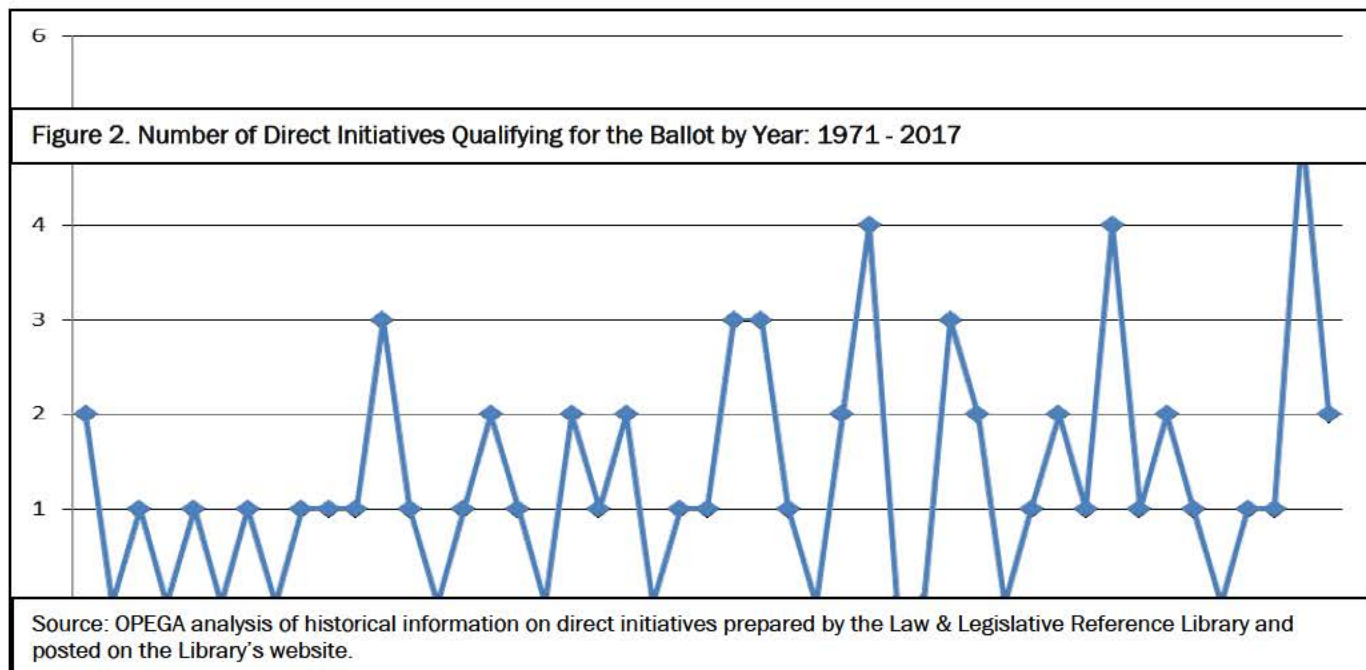 6
Figure 2. Number of Direct Initiatives Qualifying for the Ballot by Year: 1971 - 2017
4
3
2
1
Source: OPEGA analysis of historical information on direct initiatives prepared by the Law & Legislative Reference Library and
posted on the Library's website.